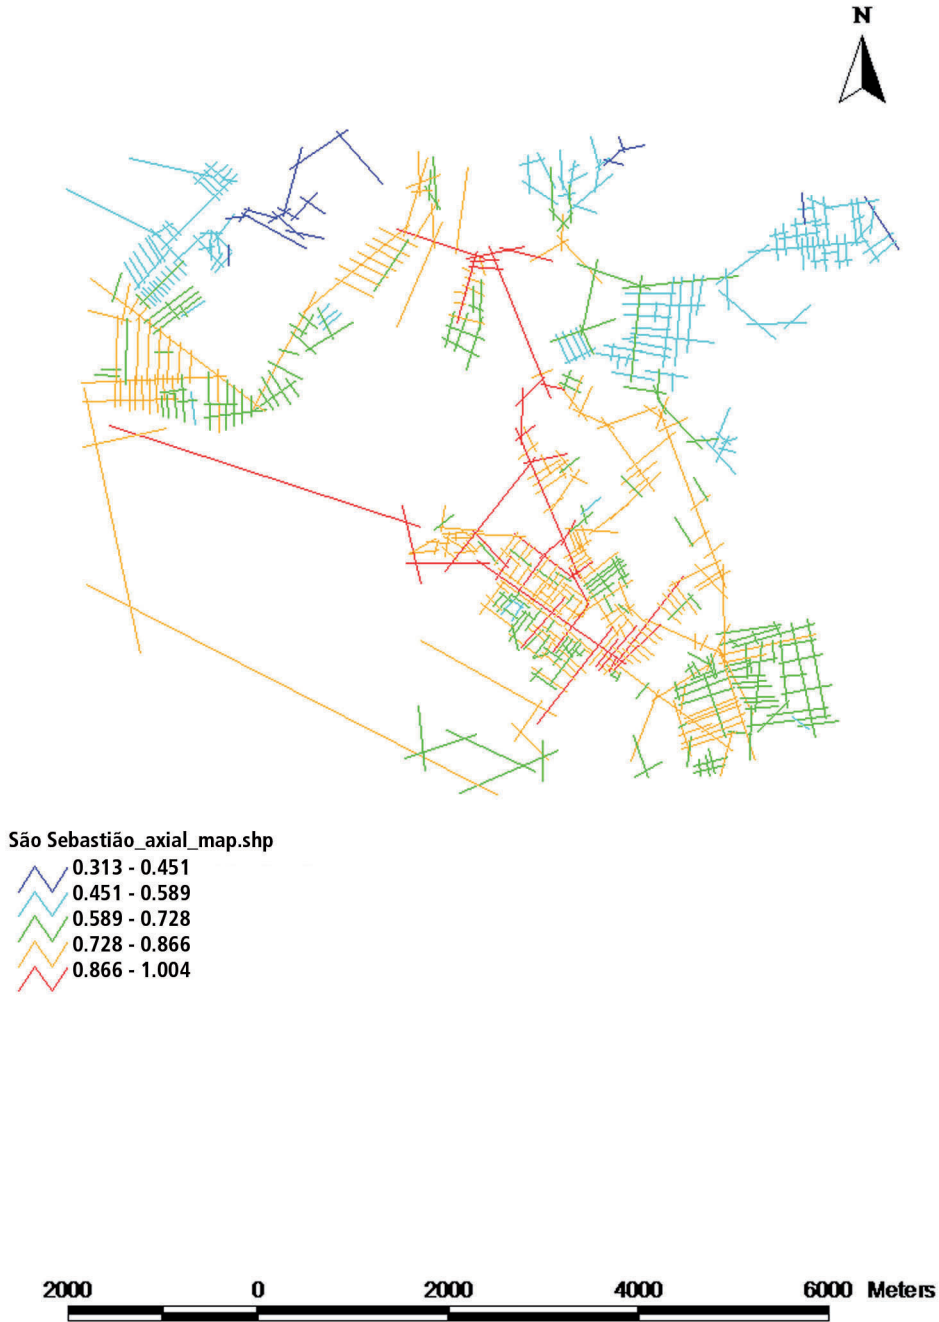 N
São Sebastião_axial_map.shp
0.313 - 0.451
0.451 - 0.589
0.589 - 0.728
0.728 - 0.866
0.866 - 1.004
2000 0 2000 4000 6000 Meters